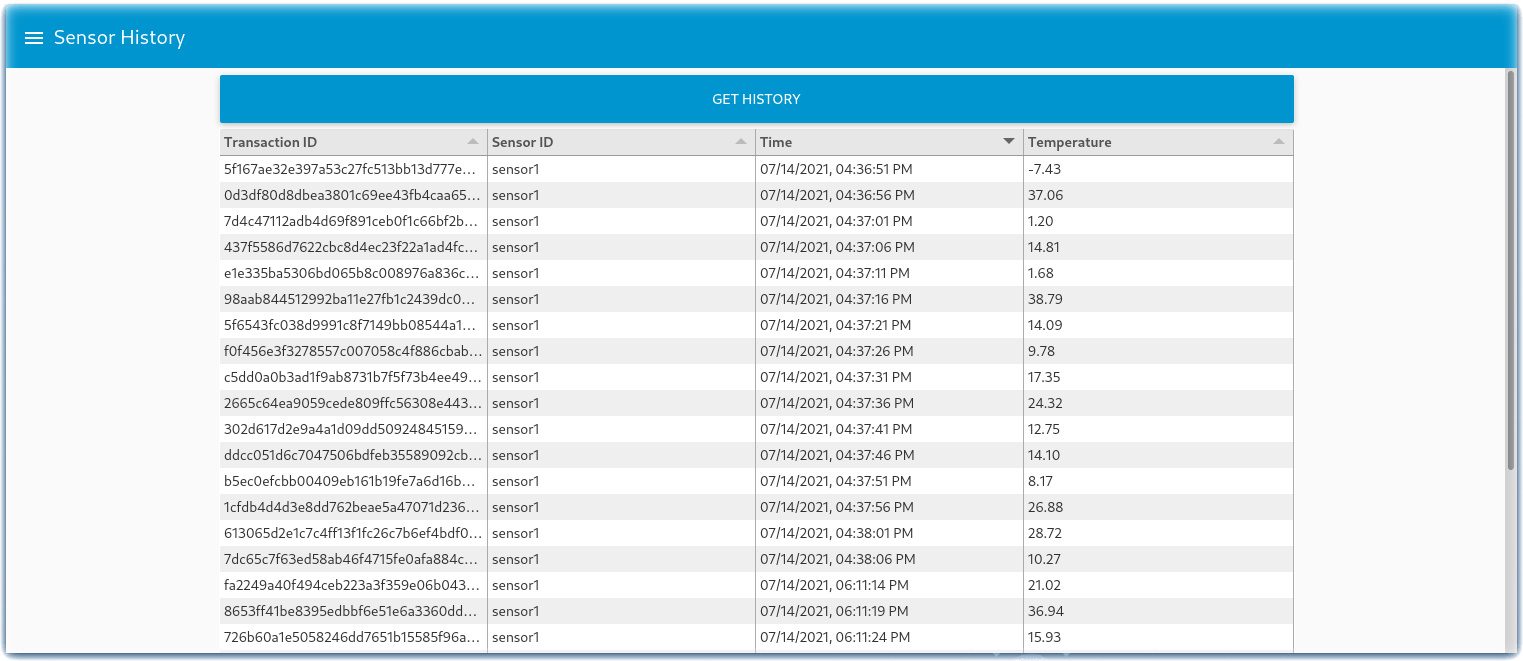 Sensor History
GET HISTORY
Transaction ID Sensor ID Time Temperature
5f167ae32e397a53c27fc513bb13d777e... sensor1 07/14/2021, 04:36:51 PM -7.43
0d3df80d8dbea3801c69ee43fb4caa65... sensor1 07/14/2021, 04:36:56 PM 37.06
7d4c47112adb4d69f891ceb0f1c66bf2b... sensor1 07/14/2021, 04:37:01 PM 1.20
437f5586d7622cbc8d4ec23f22a1ad4fc... sensor1 07/14/2021, 04:37:06 PM 14.81
e1e335ba5306bd065b8c008976a836c... sensor1 07/14/2021, 04:37:11 PM 1.68
98aab844512992ba11e27fb1c2439dc0... sensor1 07/14/2021, 04:37:16 PM 38.79
5f6543fc038d9991c8f7149bb08544a1... sensor1 07/14/2021, 04:37:21 PM 14.09
f0f456e3f3278557c007058c4f886cbab... sensor1 07/14/2021, 04:37:26 PM 9.78
c5dd0a0b3ad1f9ab8731b7f5f73b4ee49... sensor1 07/14/2021, 04:37:31 PM 17.35
2665c64ea9059cede809ffc56308e443... sensor1 07/14/2021, 04:37:36 PM 24.32
302d617d2e9a4a1d09dd50924845159... sensor1 07/14/2021, 04:37:41 PM 12.75
ddcc051d6c7047506bdfeb35589092cb... sensor1 07/14/2021, 04:37:46 PM 14.10
b5ec0efcbb00409eb161b19fe7a6d16b... sensor1 07/14/2021, 04:37:51 PM 8.17
1cfdb4d4d3e8dd762beae5a47071d236... sensor1 07/14/2021, 04:37:56 PM 26.88
613065d2e1c7c4ff13f1fc26c7b6ef4bdf0... sensor1 07/14/2021, 04:38:01 PM 28.72
7dc65c7f63ed58ab46f4715fe0afa884c... sensor1 07/14/2021, 04:38:06 PM 10.27
fa2249a40f494ceb223a3f359e06b043... sensor1 07/14/2021, 06:11:14 PM 21.02
8653ff41be8395edbbf6e51e6a3360dd... sensor1 07/14/2021, 06:11:19 PM 36.94
726b60a1e5058246dd7651b15585f96a... sensor1 07/14/2021, 06:11:24 PM 15.93